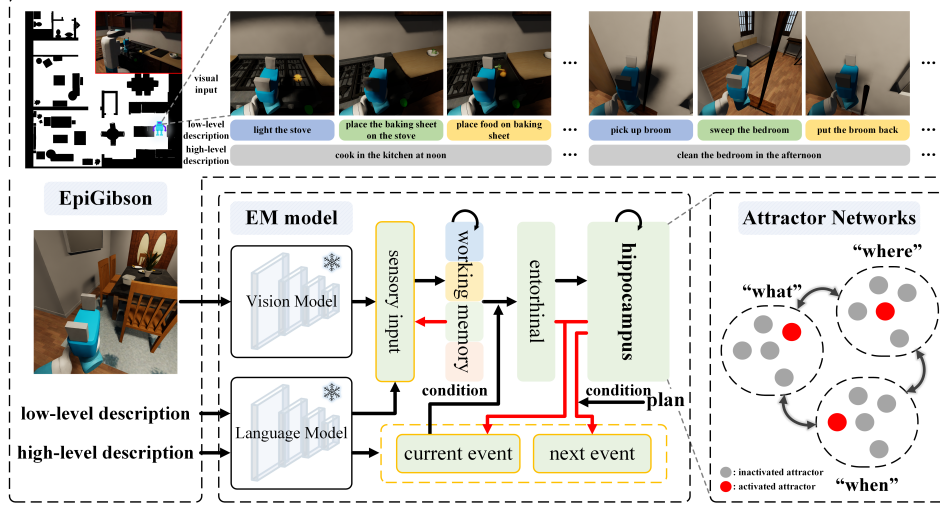 visual
input
low-level
description
high-level
description
light the stove
place the baking sheet
on the stove
place food on baking
sheet
...
pick up broom
sweep the bedroom
put the broom back
...
cook in the kitchen at noon
...
clean the bedroom in the afternoon
...
EpiGibson
low-level description
high-level description
EM model
Vision Model
Language Model
sensory input
working memory
entorhinal
hippocampus
condition
condition
plan
current event
next event
Attractor Networks
“where”
“what”
“when”
: inactivated attractor
: activated attractor